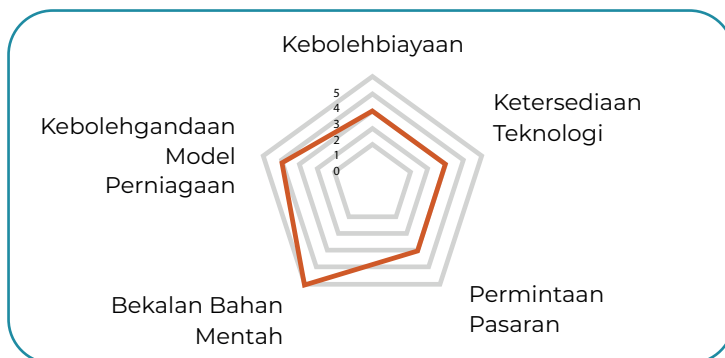 Kebolehbiayaan
Ketersediaan
Teknologi
Permintaan
Pasaran
Bekalan Bahan
Mentah
Kebolehgandaan
Model
Perniagaan
5
4
3
2
1
0